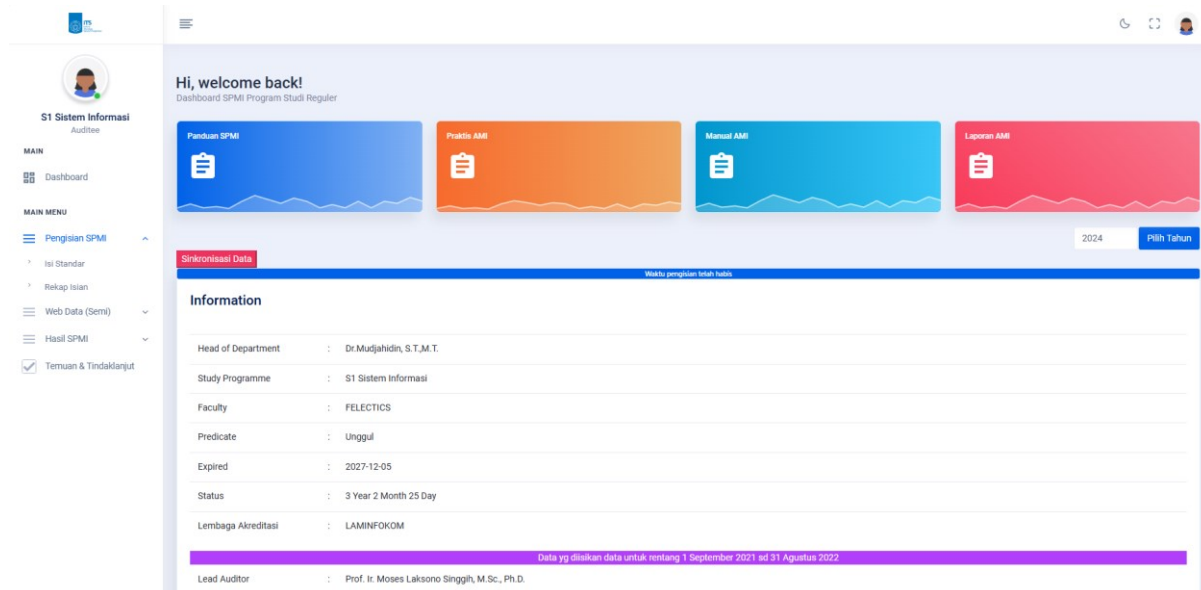 ITS
Hi, welcome back!
Dashboard SPMI Program Studi Reguler
S1 Sistem Informasi
Auditee
MAIN
Dashboard
MAIN MENU
Pengisian SPMI
Isi Standar
Rekap Isian
Web Data (Semi)
Hasil SPMI
Temuan & Tindaklanjut
Panduan SPMI
Praktis AMI
Manual AMI
Laporan AMI
2024 Pilih Tahun
Sinkronisasi Data
Waktu pengisian telah habis
Information
Head of Department : Dr.Mudjahidin, S.T.,M.T.
Study Programme : S1 Sistem Informasi
Faculty : FELECTICS
Predicate : Unggul
Expired : 2027-12-05
Status : 3 Year 2 Month 25 Day
Lembaga Akreditasi : LAMINFOKOM
Data yg diisikan data untuk rentang 1 September 2021 sd 31 Agustus 2022
Lead Auditor : Prof. Ir. Moses Laksono Singgih, M.Sc., Ph.D.